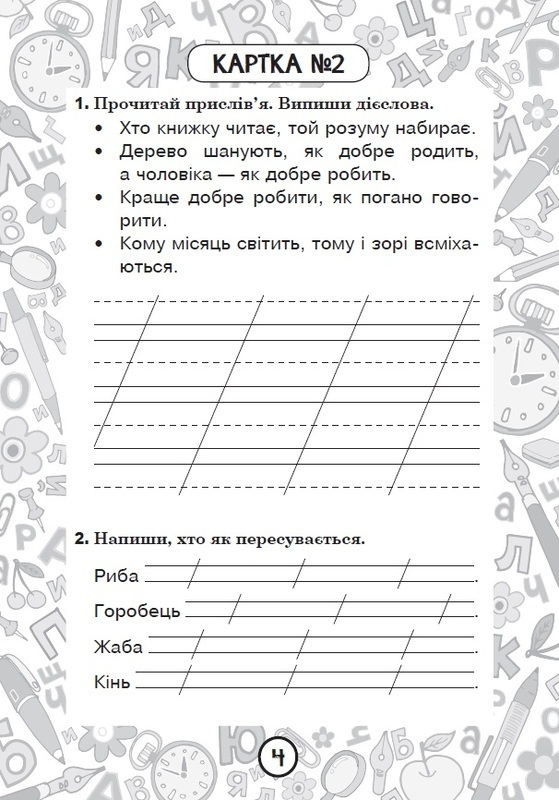 КАРТКА №2
1. Прочитай прислів’я. Випиши дієслова.
• Хто книжку читає, той розуму набирає.
• Дерево шанують, як добре родить,
а чоловіка — як добре робить.
• Краще добре робити, як погано гово-
рити.
• Кому місяць світить, тому і зорі всміха-
ються.
2. Напиши, хто як пересувається.
Риба .
Горобець .
Жаба .
Кінь .
4